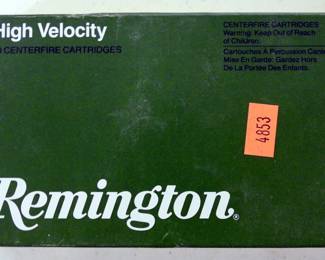 High Velocity
CENTERFIRE CARTRIDGES
CENTERFIRE CARTRIDGES
Warning: Keep Out of Reach
of Children.
Cartouches A Percussion
Mise En Garde: Gardez Hors
De La Portée Des Enfants.
4853
Remington®